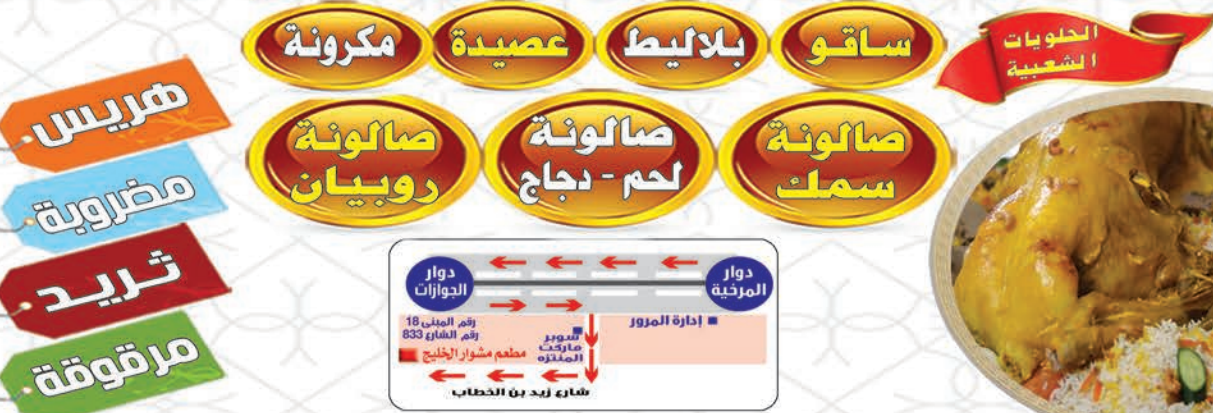 الحلويات
الشعبية
ساقو
بلاليط
عصيدة
مكرونة
صالونة
سمك
صالونة
لحم - دجاج
صالونة
روبيان
هريس
مضروبة
ثريد
مرقوقة
دوار
المرخية
دوار
الجوازات
إدارة المرور
سوبر
ماركت
المنتزه
رقم المبنى 18
رقم الشارع 833
مطعم مشوار الخليج
شارع زيد بن الخطاب